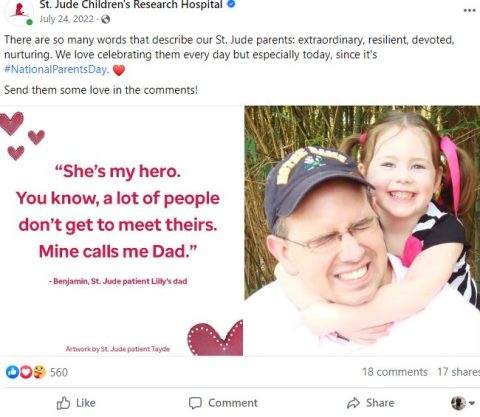 St. Jude Children's Research Hospital
July 24, 2022
There are so many words that describe our St. Jude parents: extraordinary, resilient, devoted,
nurturing. We love celebrating them every day but especially today, since it's
#NationalParentsDay. ❤️
Send them some love in the comments!
“She’s my hero.
You know, a lot of people
don’t get to meet theirs.
Mine calls me Dad.”
- Benjamin, St. Jude patient Lilly’s dad
Artwork by St. Jude patient Tayde
560
18 comments 17 shares
Like Comment Share